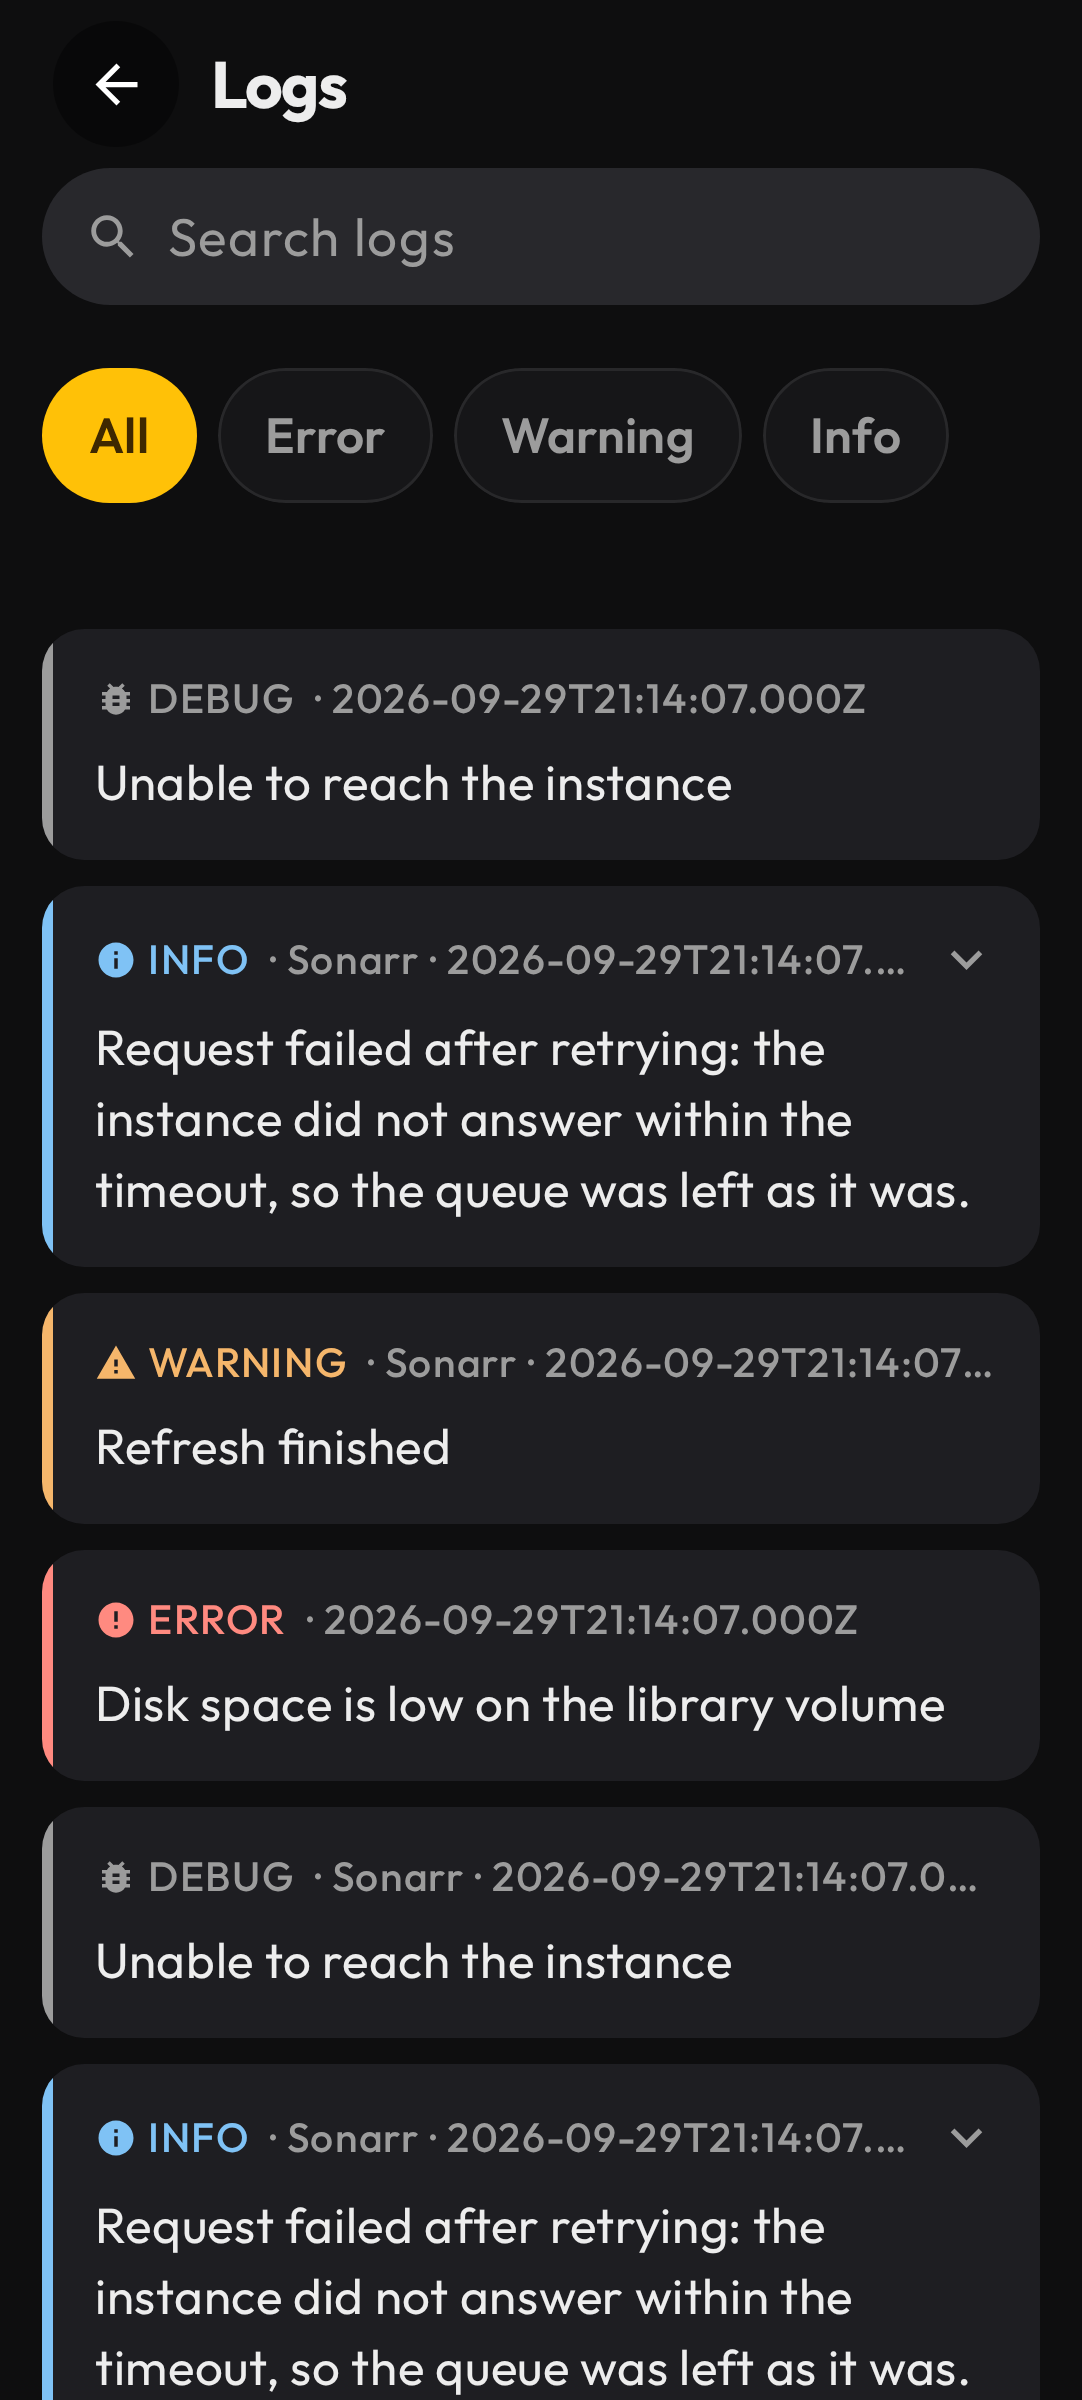 Logs
Search logs
All
Error
Warning
Info
DEBUG · 2026-09-29T21:14:07.000Z
Unable to reach the instance
INFO · Sonarr · 2026-09-29T21:14:07.…
Request failed after retrying: the
instance did not answer within the
timeout, so the queue was left as it was.
WARNING · Sonarr · 2026-09-29T21:14:07…
Refresh finished
ERROR · 2026-09-29T21:14:07.000Z
Disk space is low on the library volume
DEBUG · Sonarr · 2026-09-29T21:14:07.0…
Unable to reach the instance
INFO · Sonarr · 2026-09-29T21:14:07.…
Request failed after retrying: the
instance did not answer within the
timeout, so the queue was left as it was.